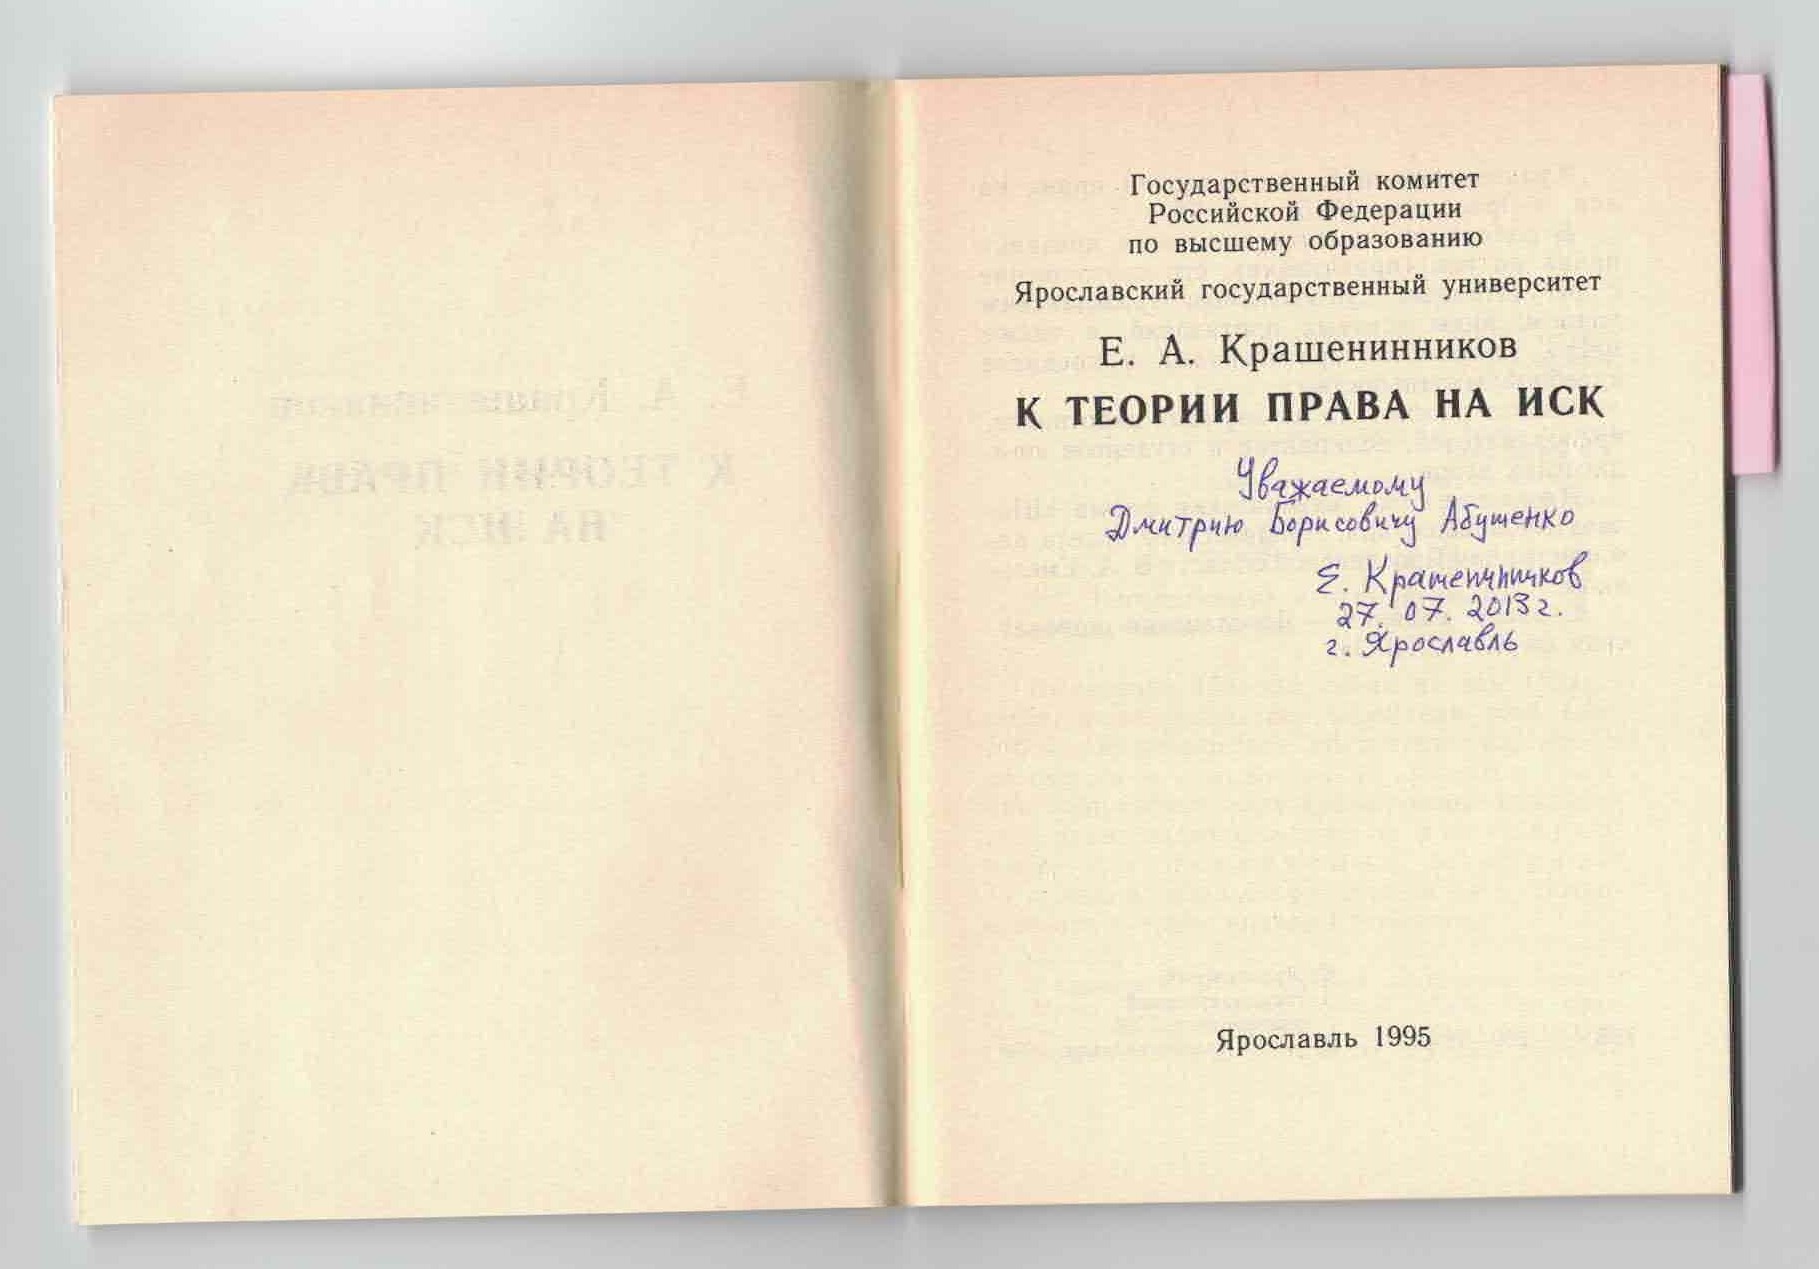 Государственный комитет
Российской Федерации
по высшему образованию
Ярославский государственный университет
Е. А. Крашенинников
К ТЕОРИИ ПРАВА НА ИСК
Уважаемому
Дмитрию Борисовичу Абушенко
Е. Крашенинников
27. 07. 2013 г.
г. Ярославль
Ярославль 1995